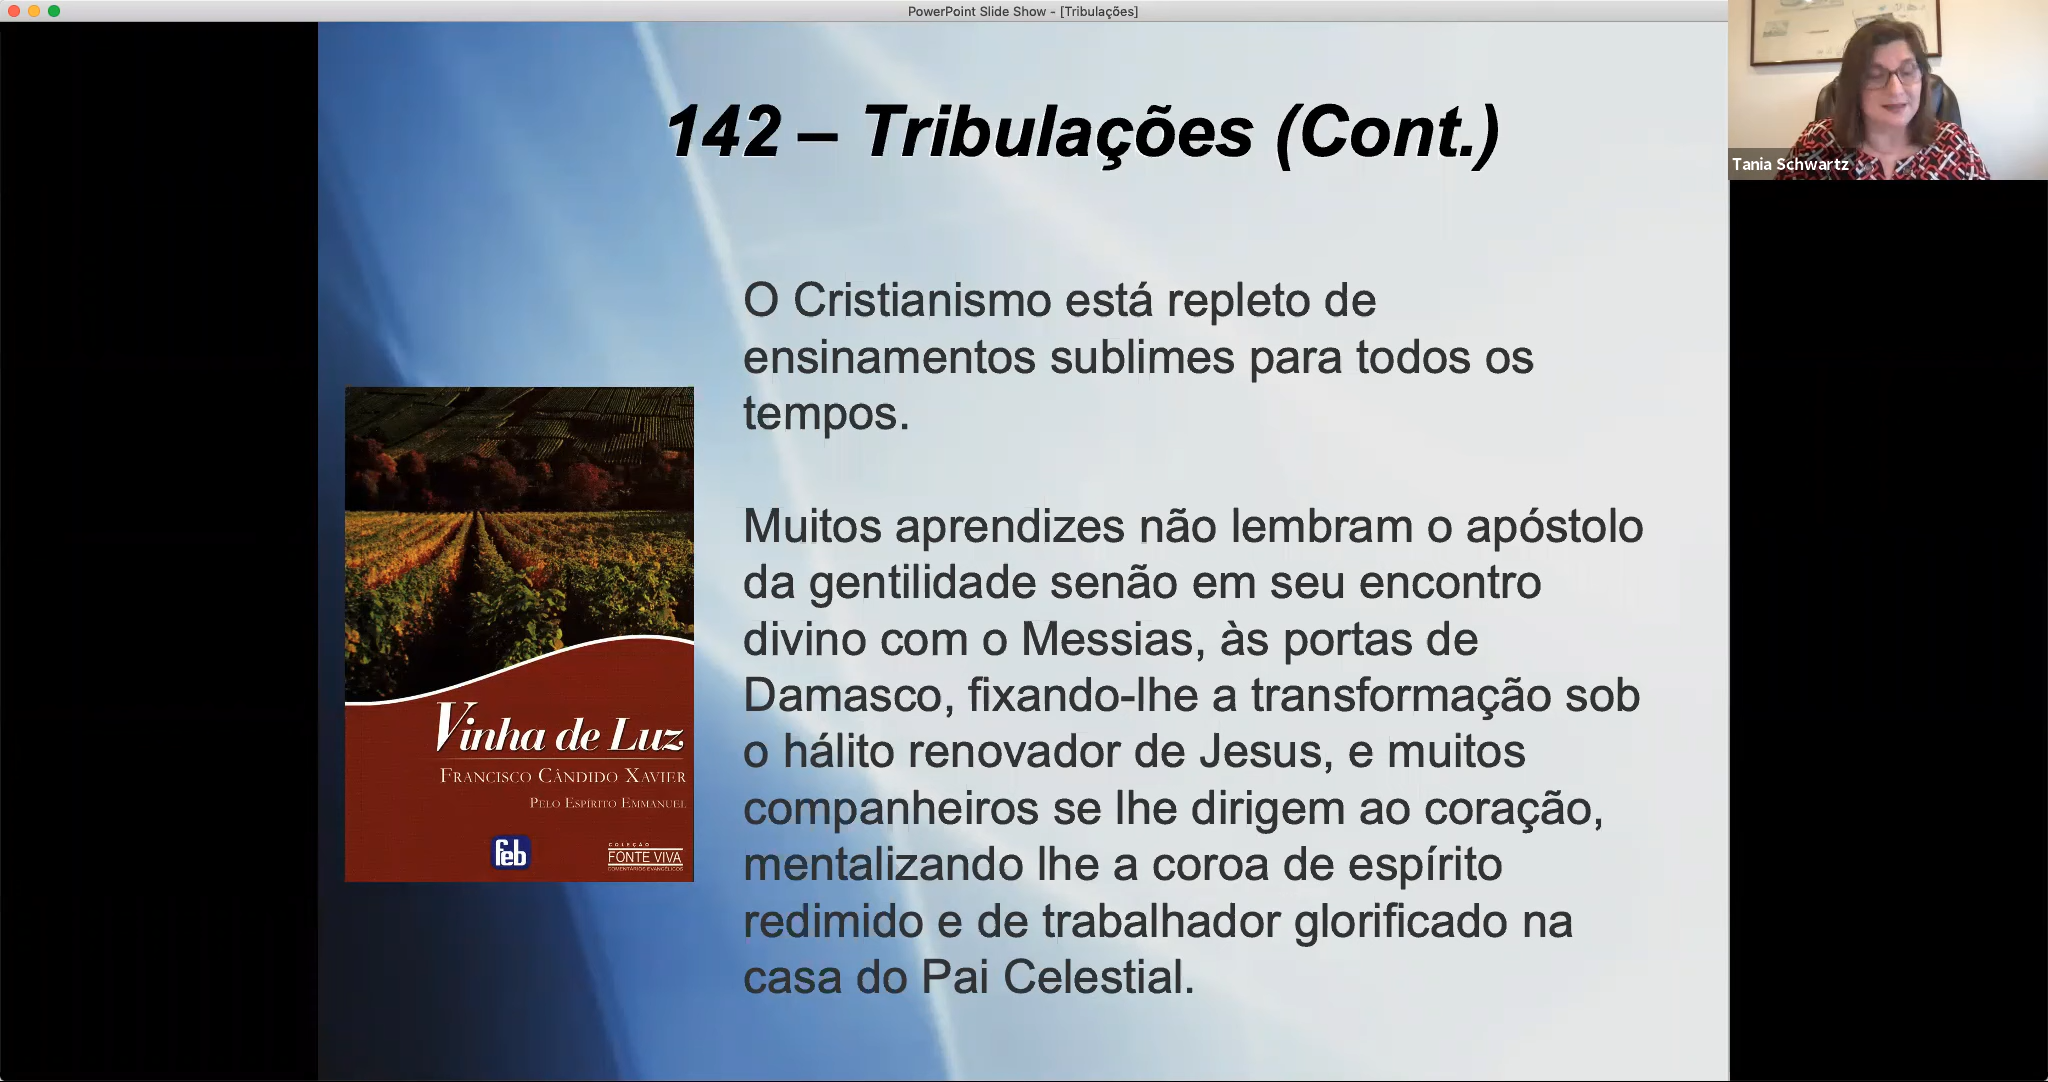 PowerPoint Slide Show - [Tribulações]
Tania Schwartz
142 – Tribulações (Cont.)
O Cristianismo está repleto de
ensinamentos sublimes para todos os
tempos.
Muitos aprendizes não lembram o apóstolo
da gentilidade senão em seu encontro
divino com o Messias, às portas de
Damasco, fixando-lhe a transformação sob
o hálito renovador de Jesus, e muitos
companheiros se lhe dirigem ao coração,
mentalizando lhe a coroa de espírito
redimido e de trabalhador glorificado na
casa do Pai Celestial.
Vinha de Luz
FRANCISCO CÂNDIDO XAVIER
PELO ESPÍRITO EMMANUEL
feb
COLEÇÃO
FONTE VIVA
COMENTÁRIOS EVANGÉLICOS